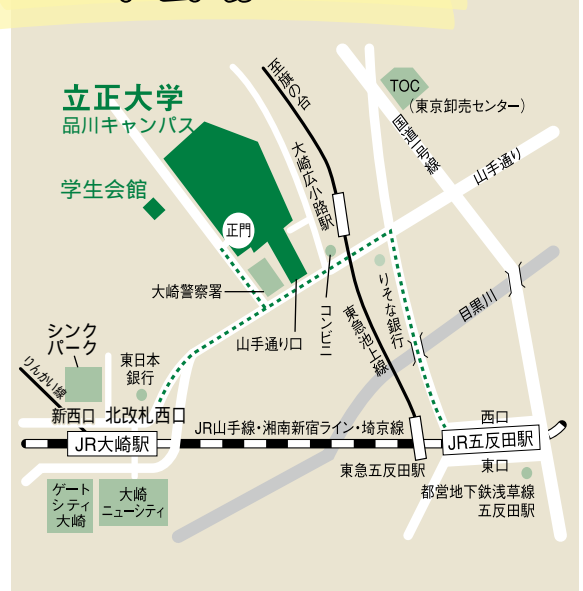 至旗の台
TOC
(東京卸売センター)
国道一号線
立正大学
品川キャンパス
大崎広小路駅
山手通り
学生会館
正門
大崎警察署
山手通り口
コンビニ
りそな銀行
目黒川
東急池上線
シンク
パーク
りんかい線
東日本
銀行
新西口
北改札西口
JR山手線・湘南新宿ライン・埼京線
西口
JR大崎駅
JR五反田駅
東急五反田駅
東口
ゲート
シティ
大崎
大崎
ニューシティ
都営地下鉄浅草線
五反田駅